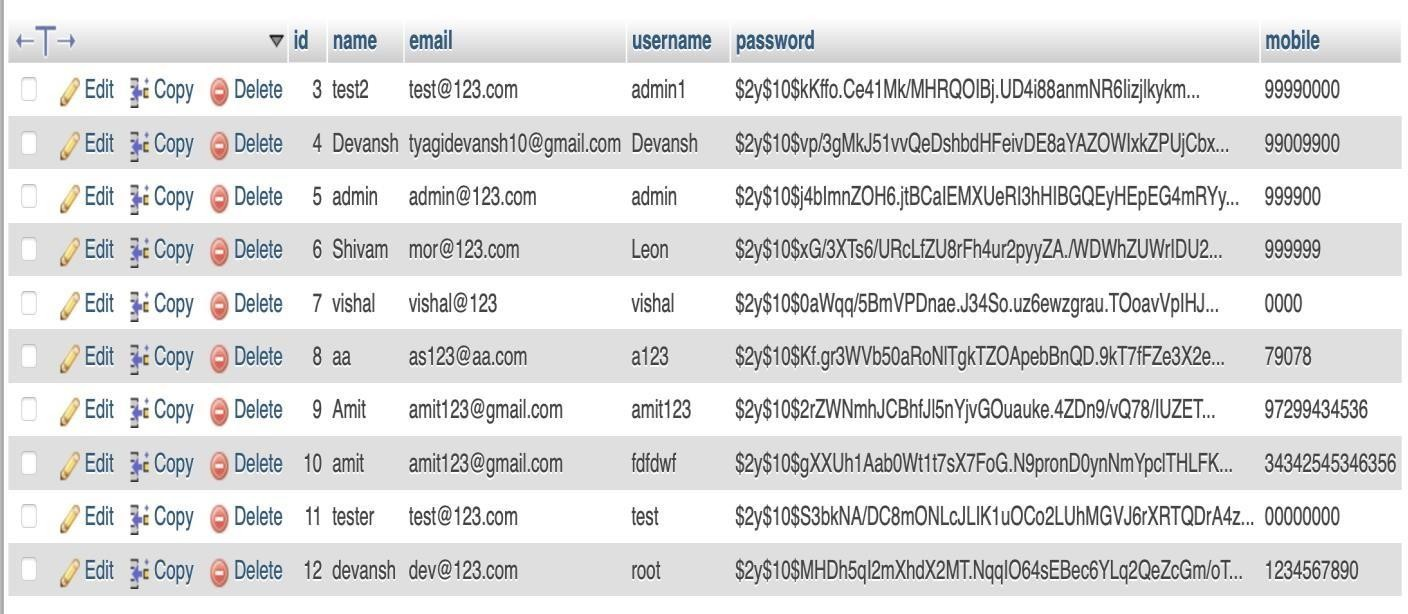 ←T→ ▼ id name email username password mobile
Edit Copy Delete 3 test2 test@123.com admin1 $2y$10$kKffo.Ce41Mk/MHRQOIBj.UD4i88anmNR6lizjlkykm... 99990000
Edit Copy Delete 4 Devansh tyagidevansh10@gmail.com Devansh $2y$10$vp/3gMkJ51vvQeDshbdHFeivDE8aYAZOWIxkZPUjCbx... 99009900
Edit Copy Delete 5 admin admin@123.com admin $2y$10$j4bImnZOH6.jtBCaIEMXUeRI3hHIBGQEyHEpEG4mRYy... 999900
Edit Copy Delete 6 Shivam mor@123.com Leon $2y$10$xG/3XTs6/URcLfZU8rFh4ur2pyyZA./WDWhZUWrIDU2... 999999
Edit Copy Delete 7 vishal vishal@123 vishal $2y$10$0aWqq/5BmVPDnae.J34So.uz6ewzgrau.TOoavVpIHJ... 0000
Edit Copy Delete 8 aa as123@aa.com a123 $2y$10$Kf.gr3WVb50aRoNlTgkTZOApebBnQD.9kT7fFZe3X2e... 79078
Edit Copy Delete 9 Amit amit123@gmail.com amit123 $2y$10$2rZWNmhJCBhfJl5nYjvGOuauke.4ZDn9/vQ78/lUZET... 97299434536
Edit Copy Delete 10 amit amit123@gmail.com fdfdwf $2y$10$gXXUh1Aab0Wt1t7sX7FoG.N9pronD0ynNmYpclTHLFK... 34342545346356
Edit Copy Delete 11 tester test@123.com test $2y$10$S3bkNA/DC8mONLcJLlK1uOCo2LUhMGVJ6rXRTQDrA4z... 00000000
Edit Copy Delete 12 devansh dev@123.com root $2y$10$MHDh5ql2mXhdX2MT.NqqlO64sEBec6YLq2QeZcGm/oT... 1234567890